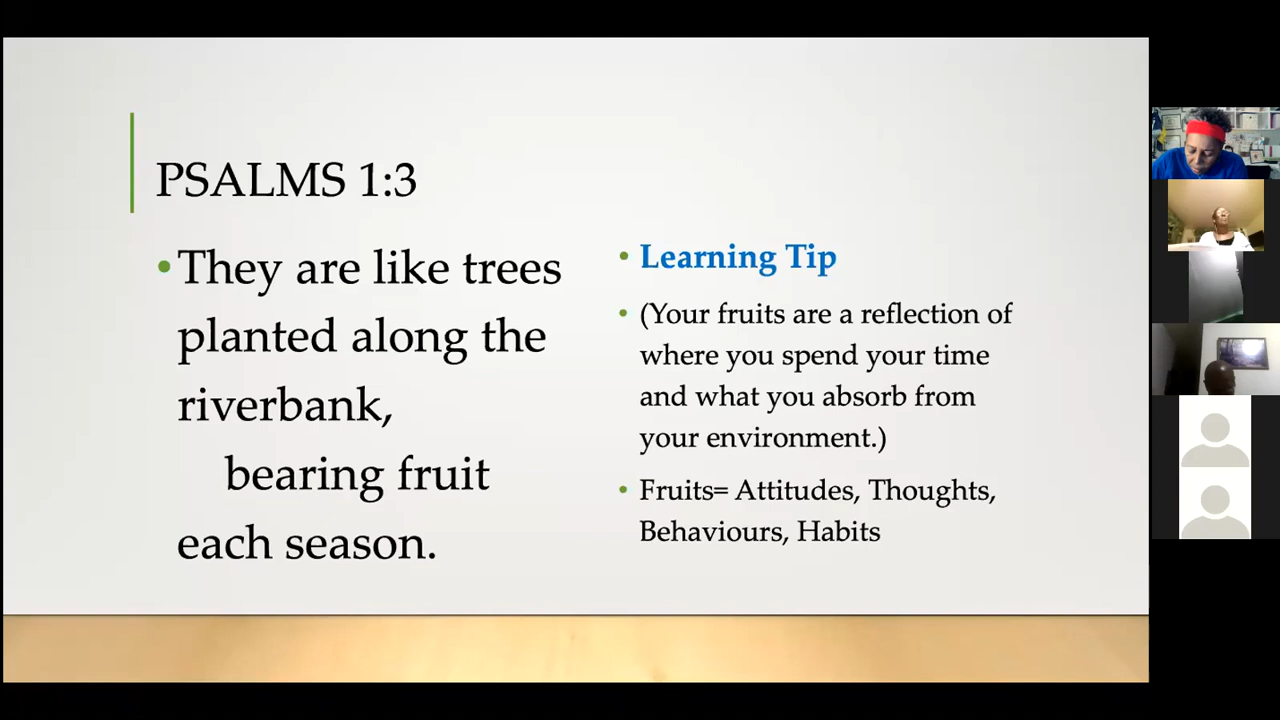 PSALMS 1:3
•They are like trees
planted along the
riverbank,
bearing fruit
each season.
• Learning Tip
• (Your fruits are a reflection of
where you spend your time
and what you absorb from
your environment.)
• Fruits= Attitudes, Thoughts,
Behaviours, Habits